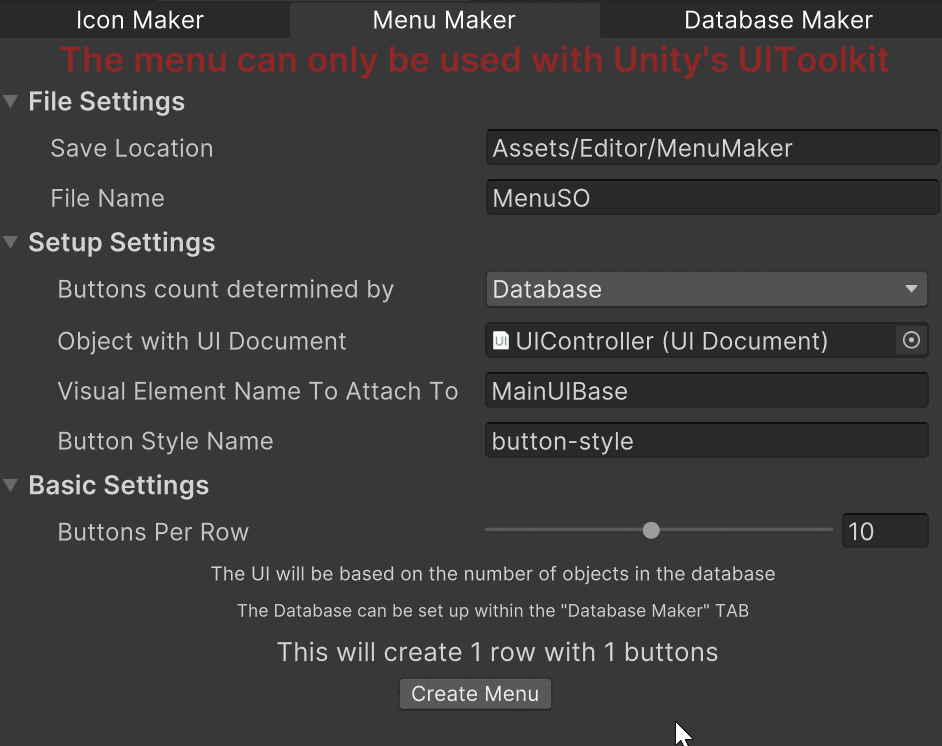 Icon Maker Menu Maker Database Maker
The menu can only be used with Unity's UIToolkit
File Settings
Save Location Assets/Editor/MenuMaker
File Name MenuSO
Setup Settings
Buttons count determined by Database
Object with UI Document UIController (UI Document)
Visual Element Name To Attach To MainUIBase
Button Style Name button-style
Basic Settings
Buttons Per Row 10
The UI will be based on the number of objects in the database
The Database can be set up within the "Database Maker" TAB
This will create 1 row with 1 buttons
Create Menu